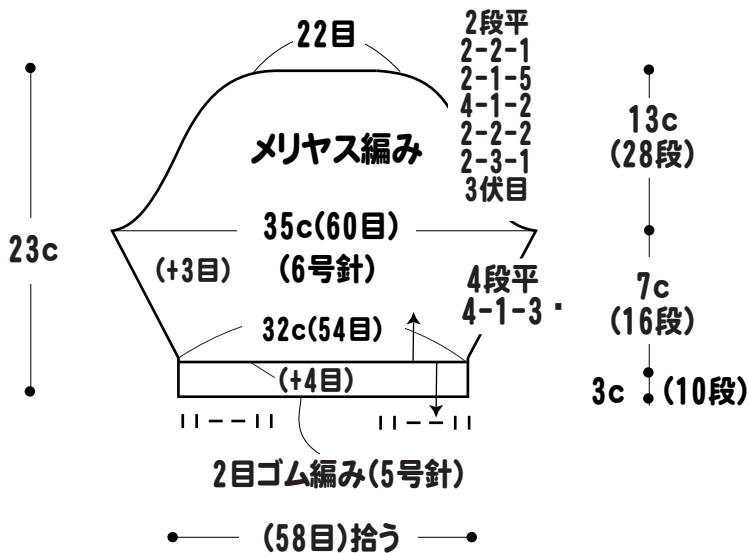 22目
2段平
2-2-1
2-1-5
4-1-2
2-2-2
2-3-1
3伏目
メリヤス編み
13c
(28段)
23c
35c(60目)
(+3目)
(6号針)
4段平
4-1-3
7c
(16段)
32c(54目)
(+4目)
3c
(10段)
2目ゴム編み(5号針)
(58目)拾う